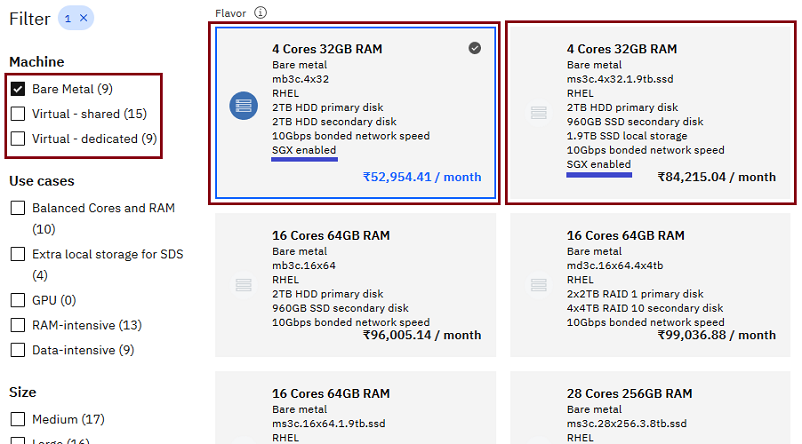 Filter
1 ×
Machine
Bare Metal (9)
Virtual - shared (15)
Virtual - dedicated (9)
Use cases
Balanced Cores and RAM
(10)
Extra local storage for SDS
(4)
GPU (0)
RAM-intensive (13)
Data-intensive (9)
Size
Medium (17)
Large (16)
Flavor
4 Cores 32GB RAM
Bare metal
mb3c.4x32
RHEL
2TB HDD primary disk
2TB HDD secondary disk
10Gbps bonded network speed
SGX enabled
₹52,954.41 / month
4 Cores 32GB RAM
Bare metal
ms3c.4x32.1.9tb.ssd
RHEL
2TB HDD primary disk
960GB SSD secondary disk
1.9TB SSD local storage
10Gbps bonded network speed
SGX enabled
₹84,215.04 / month
16 Cores 64GB RAM
Bare metal
mb3c.16x64
RHEL
2TB HDD primary disk
960GB SSD secondary disk
10Gbps bonded network speed
₹96,005.14 / month
16 Cores 64GB RAM
Bare metal
md3c.16x64.4x4tb
RHEL
2x2TB RAID 1 primary disk
4x4TB RAID 10 secondary disk
10Gbps bonded network speed
₹99,036.88 / month
16 Cores 64GB RAM
Bare metal
ms3c.16x64.1.9tb.ssd
RHEL
28 Cores 256GB RAM
Bare metal
ms3c.28x256.3.8tb.ssd
RHEL